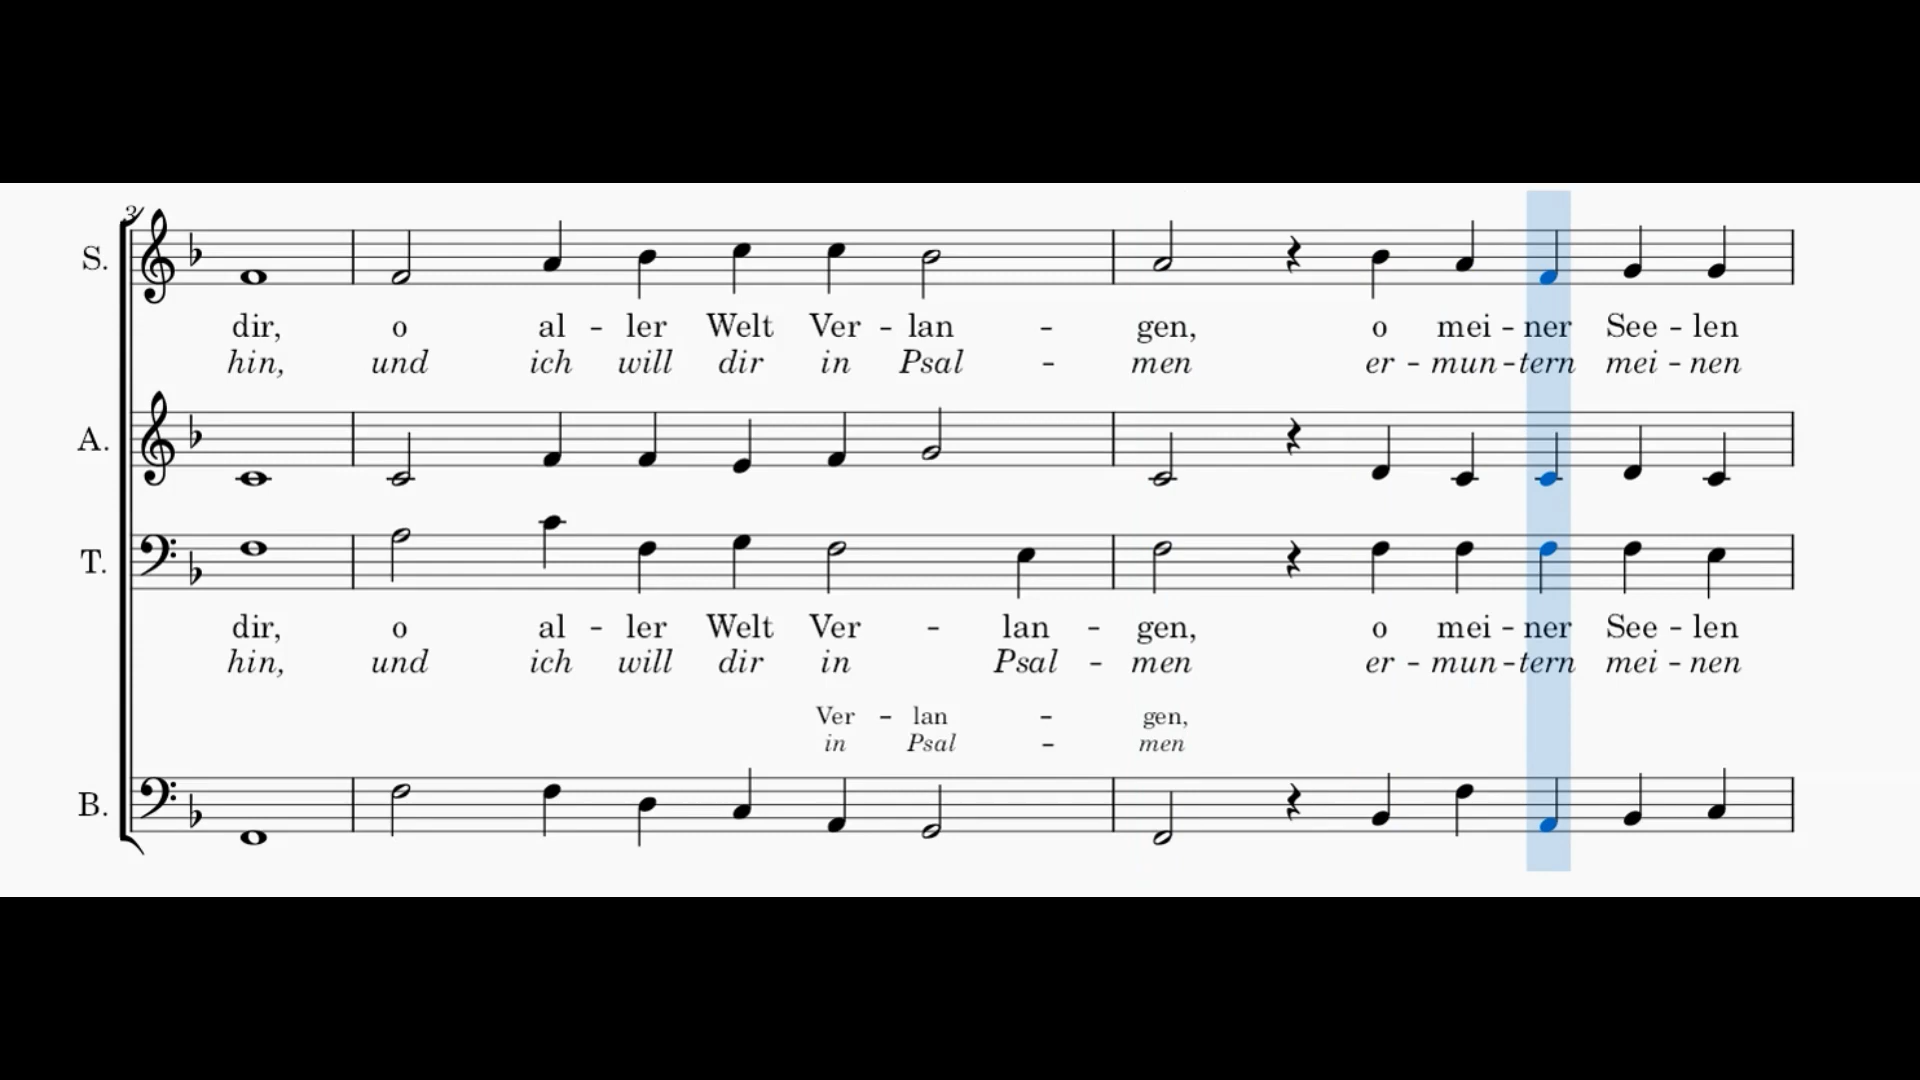 3
S.
dir, o al - ler Welt Ver - lan - gen, o mei - ner See - len
hin, und ich will dir in Psal - men er - mun - tern mei - nen
A.
T.
dir, o al - ler Welt Ver - lan - gen, o mei - ner See - len
hin, und ich will dir in Psal - men er - mun - tern mei - nen
Ver - lan - gen,
in Psal - men
B.